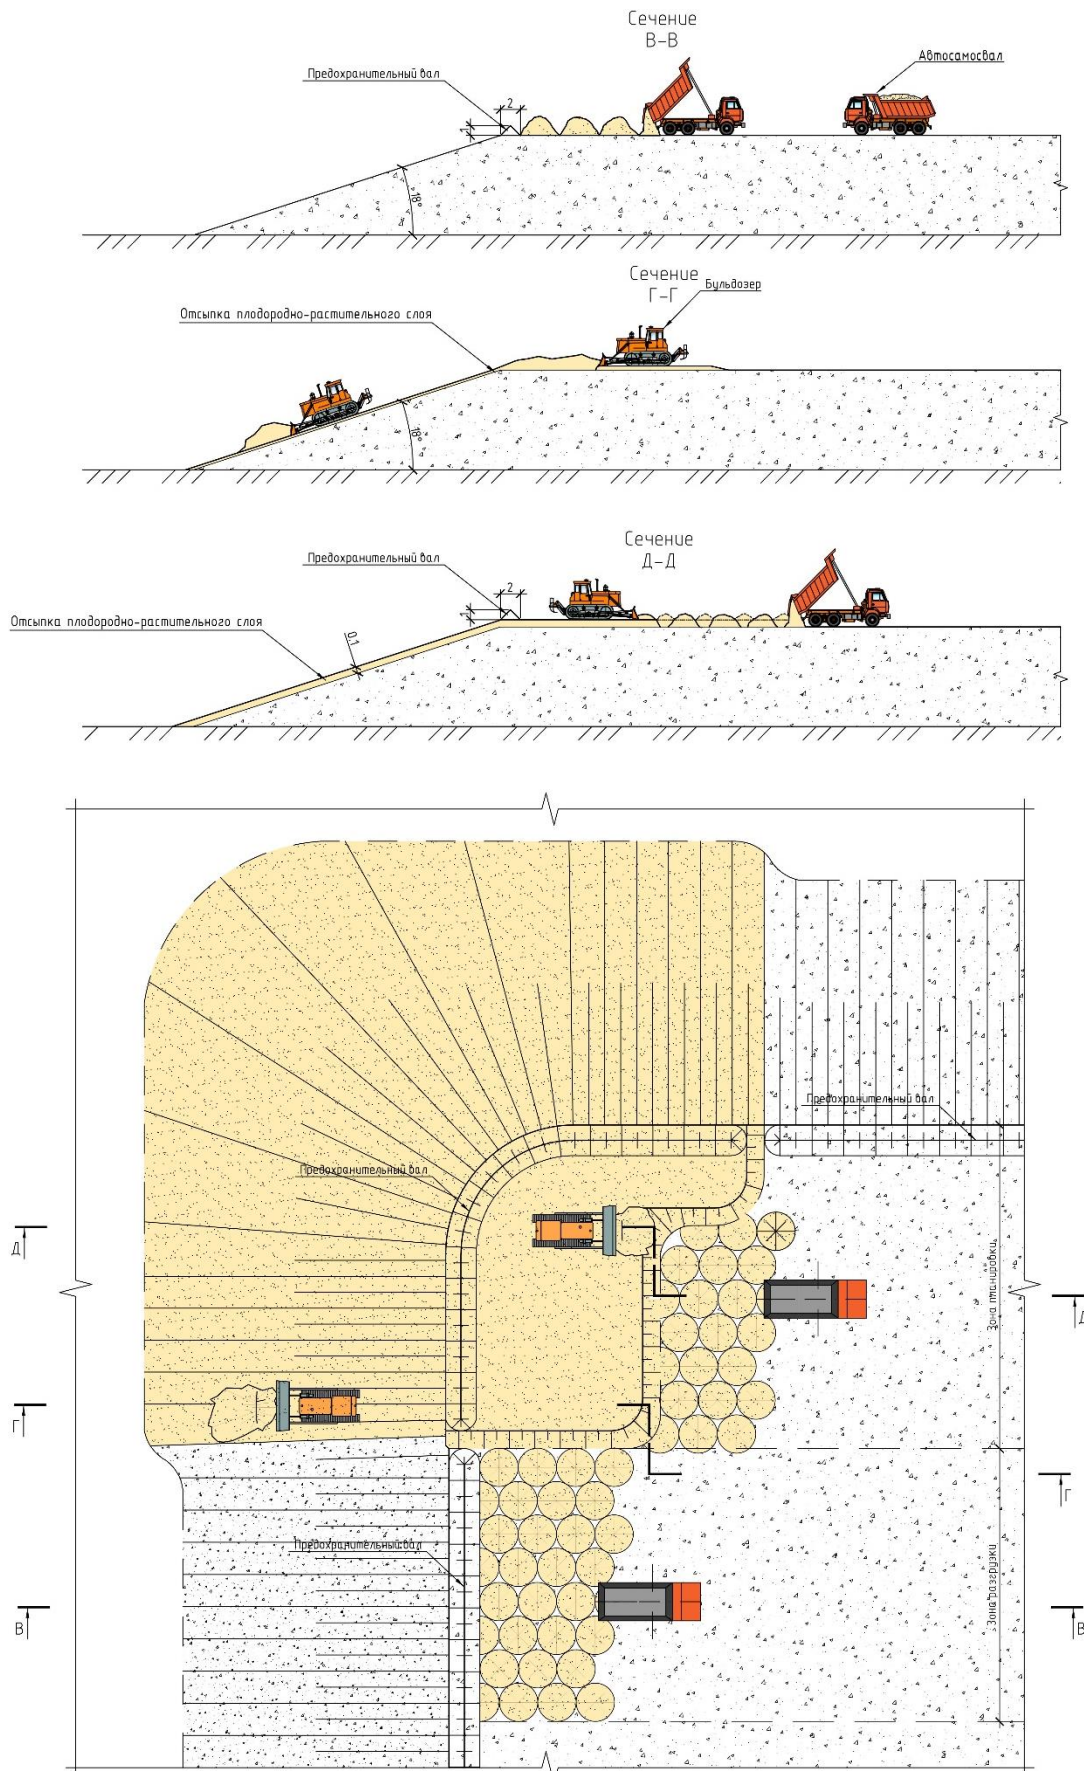 Сечение
В-В
Автосамосвал
Предохранительный вал
2
1
18°
Сечение
Г-Г
Бульдозер
Отсыпка плодородно-растительного слоя
18°
Сечение
Д-Д
Предохранительный вал
2
1
Отсыпка плодородно-растительного слоя
0,1
Предохранительный вал
Предохранительный вал
Д
Зона планировки
Д
Г
Г
Предохранительный вал
Зона разгрузки
В
В